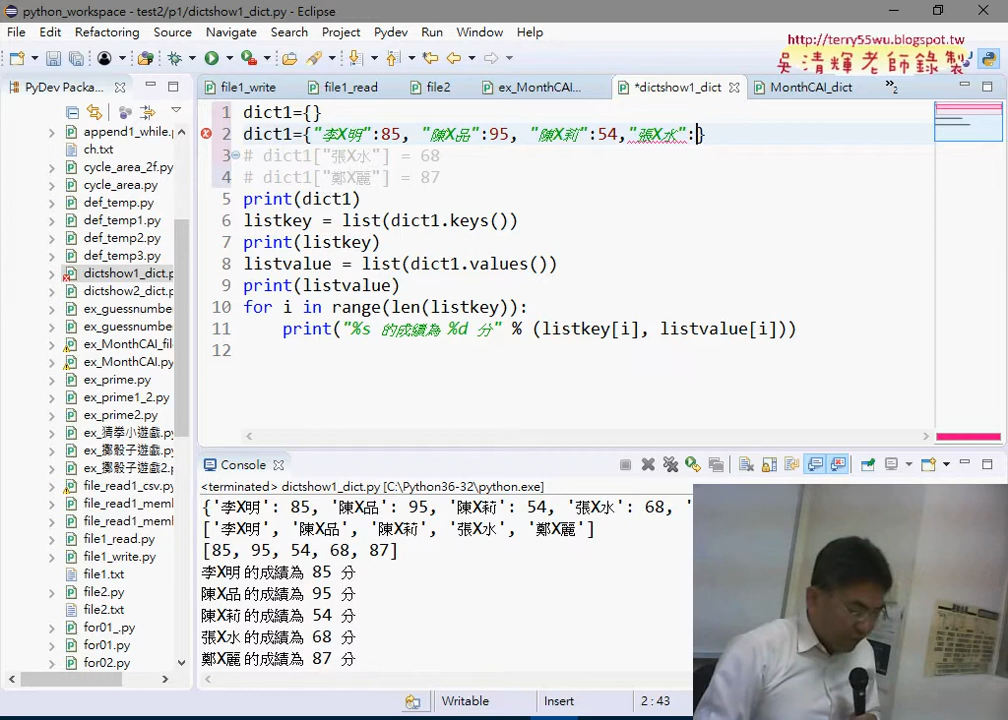 python_workspace - test2/p1/dictshow1_dict.py - Eclipse
File Edit Refactoring Source Navigate Search Project Pydev Run Window Help
http://terry55wu.blogspot.tw
吳清輝老師錄製
PyDev Packag
file1_write file1_read file2 ex_MonthCAI... *dictshow1_dict MonthCAI_dict »2
append1_while.
ch.txt
cycle_area_2f.py
cycle_area.py
def_temp.py
def_temp1.py
def_temp2.py
def_temp3.py
dictshow1_dict.p
dictshow2_dict.p
ex_guessnumber
ex_guessnumber
ex_MonthCAI_fil
ex_MonthCAI.py
ex_prime.py
ex_prime1_2.py
ex_prime2.py
ex_猜拳小遊戲.py
ex_擲骰子遊戲.py
ex_擲骰子遊戲2.p
file_read1_csv.py
file_read1_mem
file_read1_mem
file1_read.py
file1_write.py
file1.txt
file2.py
file2.txt
for01_.py
for01.py
for02.py
1 dict1={}
2 dict1={"李X明":85, "陳X品":95, "陳X莉":54,"張X水":}
3 # dict1["張X水"] = 68
4 # dict1["鄭X麗"] = 87
5 print(dict1)
6 listkey = list(dict1.keys())
7 print(listkey)
8 listvalue = list(dict1.values())
9 print(listvalue)
10 for i in range(len(listkey)):
11 print("%s 的成績為 %d 分" % (listkey[i], listvalue[i]))
12
Console
<terminated> dictshow1_dict.py [C:\Python36-32\python.exe]
{'李X明': 85, '陳X品': 95, '陳X莉': 54, '張X水': 68, '
['李X明', '陳X品', '陳X莉', '張X水', '鄭X麗']
[85, 95, 54, 68, 87]
李X明 的成績為 85 分
陳X品 的成績為 95 分
陳X莉 的成績為 54 分
張X水 的成績為 68 分
鄭X麗 的成績為 87 分
Writable Insert 2:43